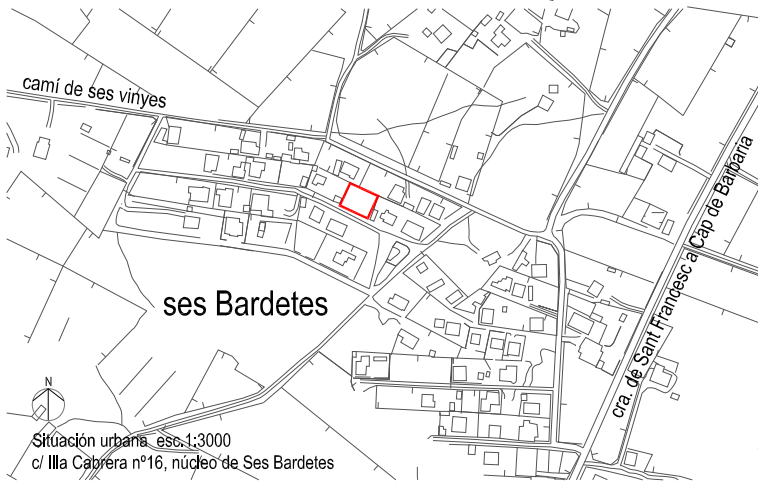 camí de ses vinyes
cra. de Sant Francesc a Cap de Barbaria
ses Bardetes
N
Situación urbana esc.1:3000
c/ Illa Cabrera nº16, núcleo de Ses Bardetes